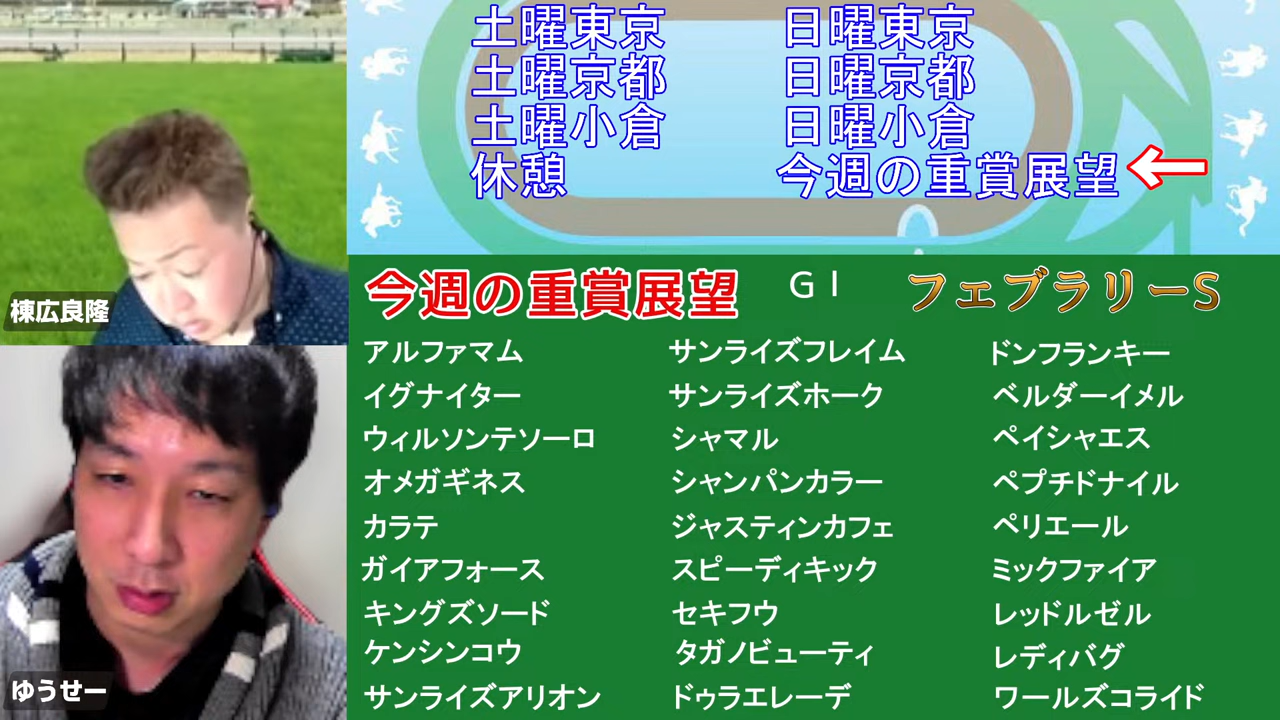 土曜東京 日曜東京
土曜京都 日曜京都
土曜小倉 日曜小倉
休憩 今週の重賞展望
棟広良隆
ゆうせー
今週の重賞展望 GⅠ フェブラリーS
アルファマム サンライズフレイム ドンフランキー
イグナイター サンライズホーク ベルダーイメル
ウィルソンテソーロ シャマル ペイシャエス
オメガギネス シャンパンカラー ペプチドナイル
カラテ ジャスティンカフェ ペリエール
ガイアフォース スピーディキック ミックファイア
キングズソード セキフウ レッドルゼル
ケンシンコウ タガノビューティ レディバグ
サンライズアリオン ドゥラエレーデ ワールズコライド